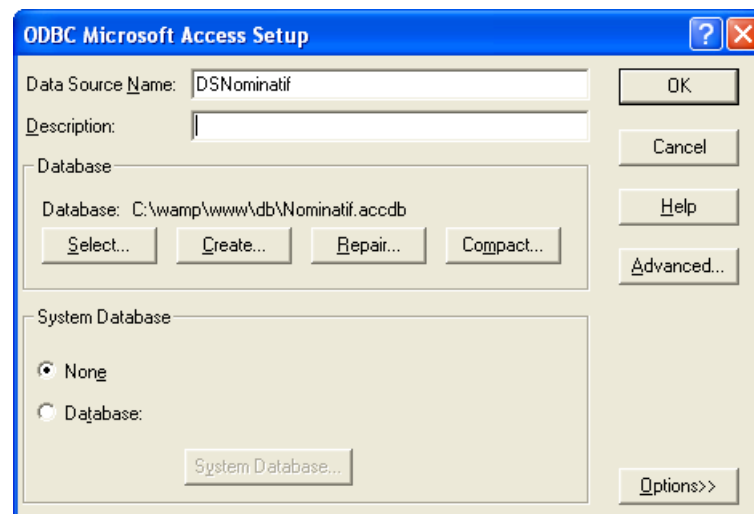 ODBC Microsoft Access Setup
Data Source Name: DSNominatif
OK
Description:
Cancel
Database
Database: C:\wamp\www\db\Nominatif.accdb
Help
Select... Create... Repair... Compact...
Advanced...
System Database
None
Database:
System Database...
Options>>